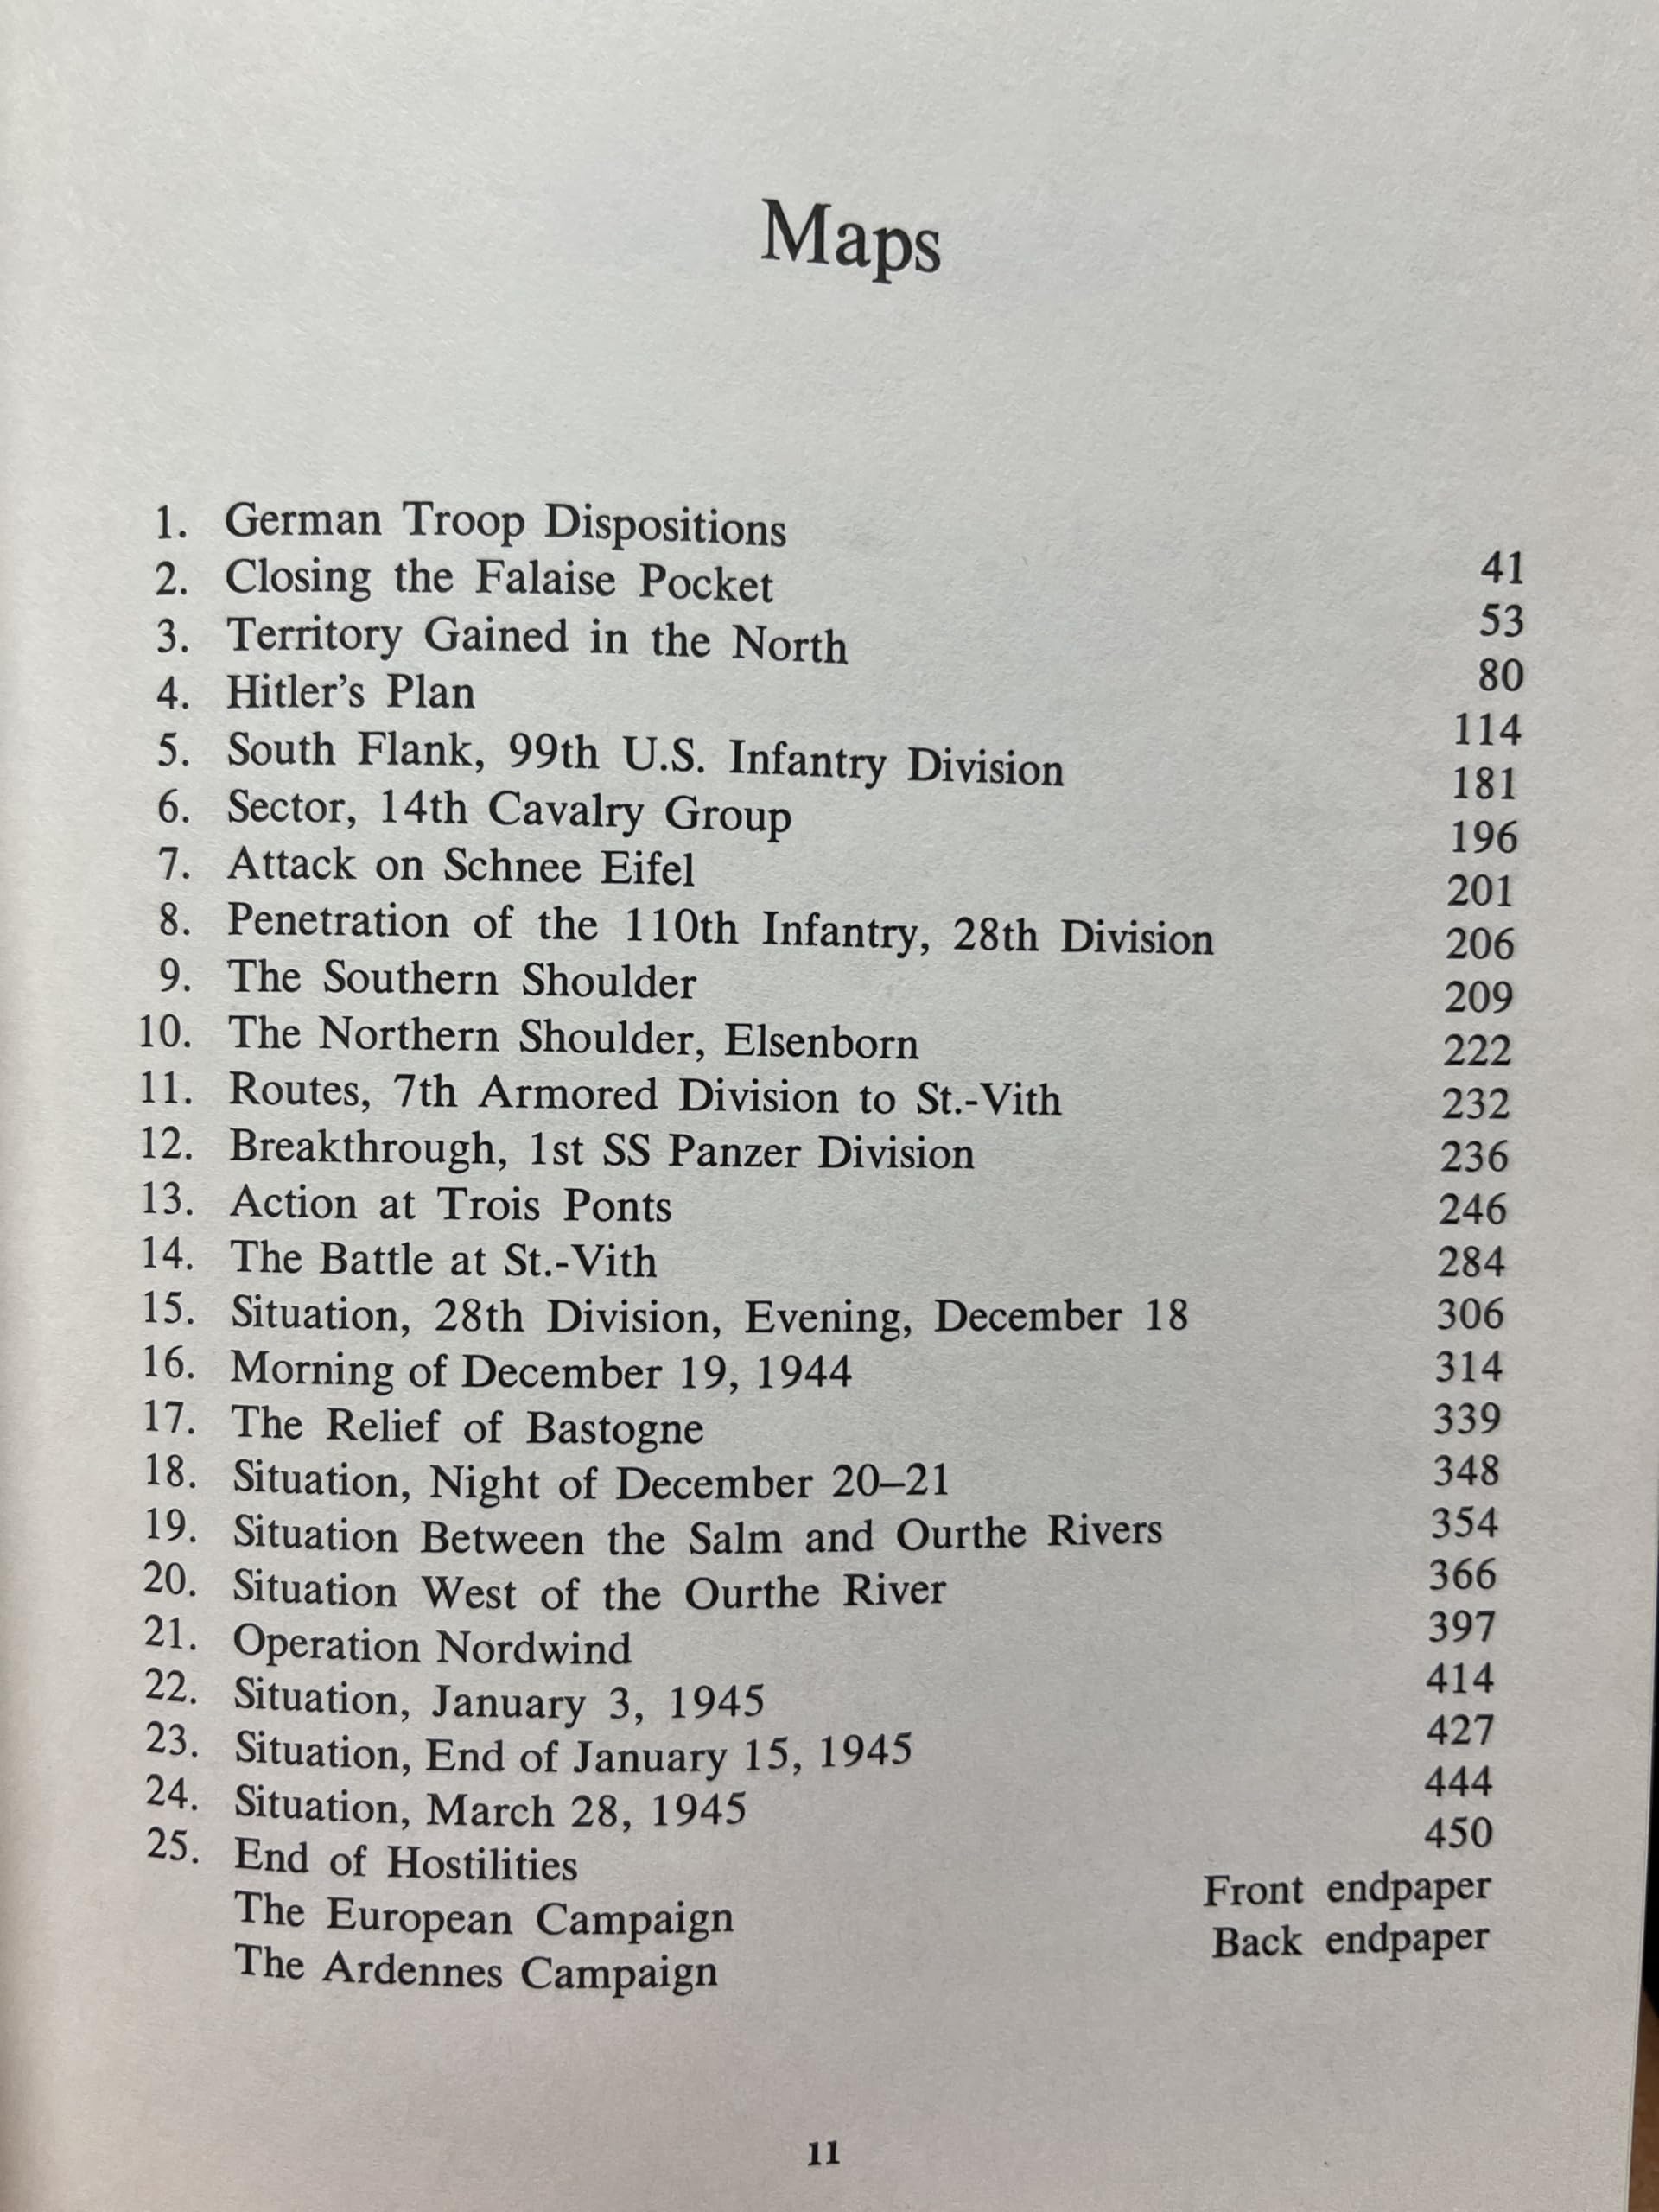 Maps
1. German Troop Dispositions 41
2. Closing the Falaise Pocket 53
3. Territory Gained in the North 80
4. Hitler's Plan 114
5. South Flank, 99th U.S. Infantry Division 181
6. Sector, 14th Cavalry Group 196
7. Attack on Schnee Eifel 201
8. Penetration of the 110th Infantry, 28th Division 206
9. The Southern Shoulder 209
10. The Northern Shoulder, Elsenborn 222
11. Routes, 7th Armored Division to St.-Vith 232
12. Breakthrough, 1st SS Panzer Division 236
13. Action at Trois Ponts 246
14. The Battle at St.-Vith 284
15. Situation, 28th Division, Evening, December 18 306
16. Morning of December 19, 1944 314
17. The Relief of Bastogne 339
18. Situation, Night of December 20–21 348
19. Situation Between the Salm and Ourthe Rivers 354
20. Situation West of the Ourthe River 366
21. Operation Nordwind 397
22. Situation, January 3, 1945 414
23. Situation, End of January 15, 1945 427
24. Situation, March 28, 1945 444
25. End of Hostilities 450
The European Campaign Front endpaper
The Ardennes Campaign Back endpaper
11